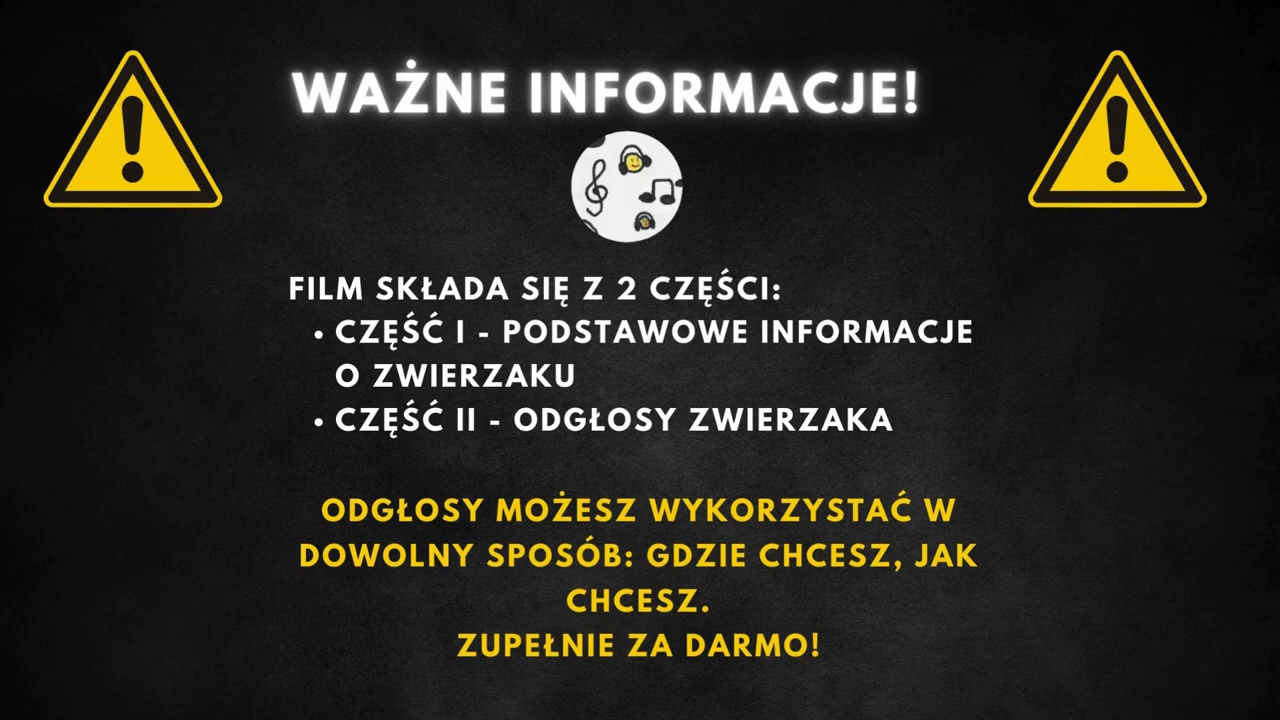 WAŻNE INFORMACJE!
FILM SKŁADA SIĘ Z 2 CZĘŚCI:
• CZĘŚĆ I - PODSTAWOWE INFORMACJE
O ZWIERZAKU
• CZĘŚĆ II - ODGŁOSY ZWIERZAKA
ODGŁOSY MOŻESZ WYKORZYSTAĆ W
DOWOLNY SPOSÓB: GDZIE CHCESZ, JAK
CHCESZ.
ZUPEŁNIE ZA DARMO!